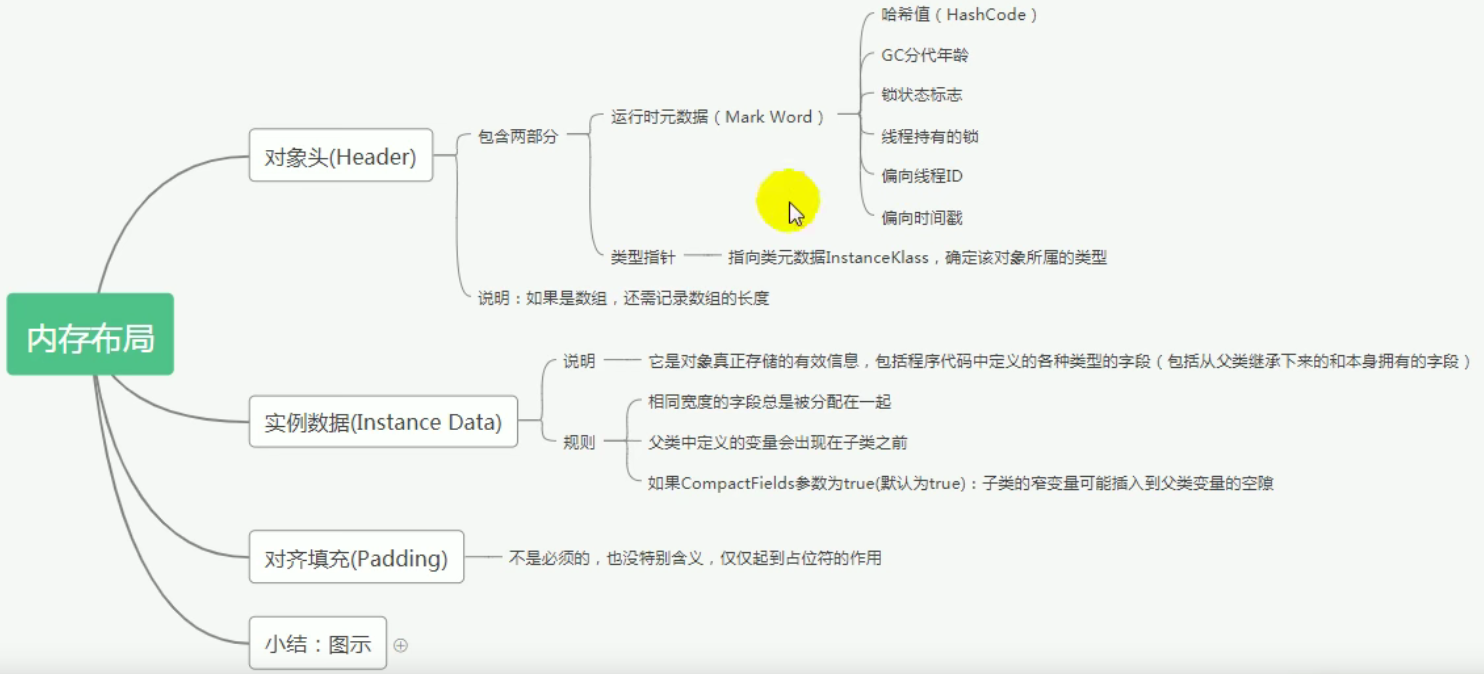 内存布局
对象头(Header)
包含两部分
运行时元数据（Mark Word）
哈希值（HashCode）
GC分代年龄
锁状态标志
线程持有的锁
偏向线程ID
偏向时间戳
类型指针
指向类元数据InstanceKlass，确定该对象所属的类型
说明：如果是数组，还需记录数组的长度
实例数据(Instance Data)
说明
它是对象真正存储的有效信息，包括程序代码中定义的各种类型的字段（包括从父类继承下来的和本身拥有的字段）
规则
相同宽度的字段总是被分配在一起
父类中定义的变量会出现在子类之前
如果CompactFields参数为true(默认为true)：子类的窄变量可能插入到父类变量的空隙
对齐填充(Padding)
不是必须的，也没特别含义，仅仅起到占位符的作用
小结：图示